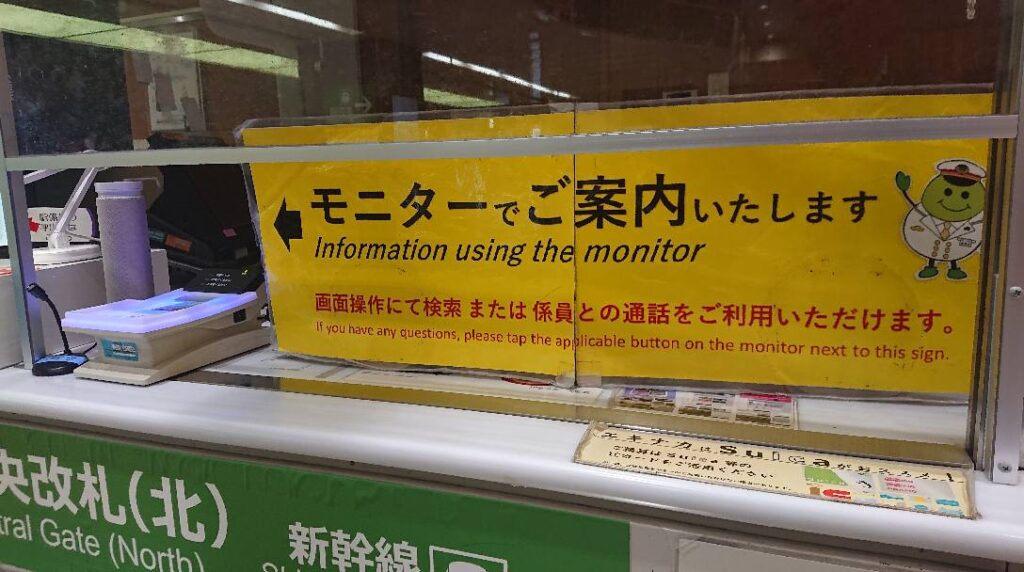 モニターでご案内いたします
Information using the monitor
画面操作にて検索 または 係員との通話をご利用いただけます。
If you have any questions, please tap the applicable button on the monitor next to this sign.
Suica
央改札(北)
tral Gate (North)
新幹線